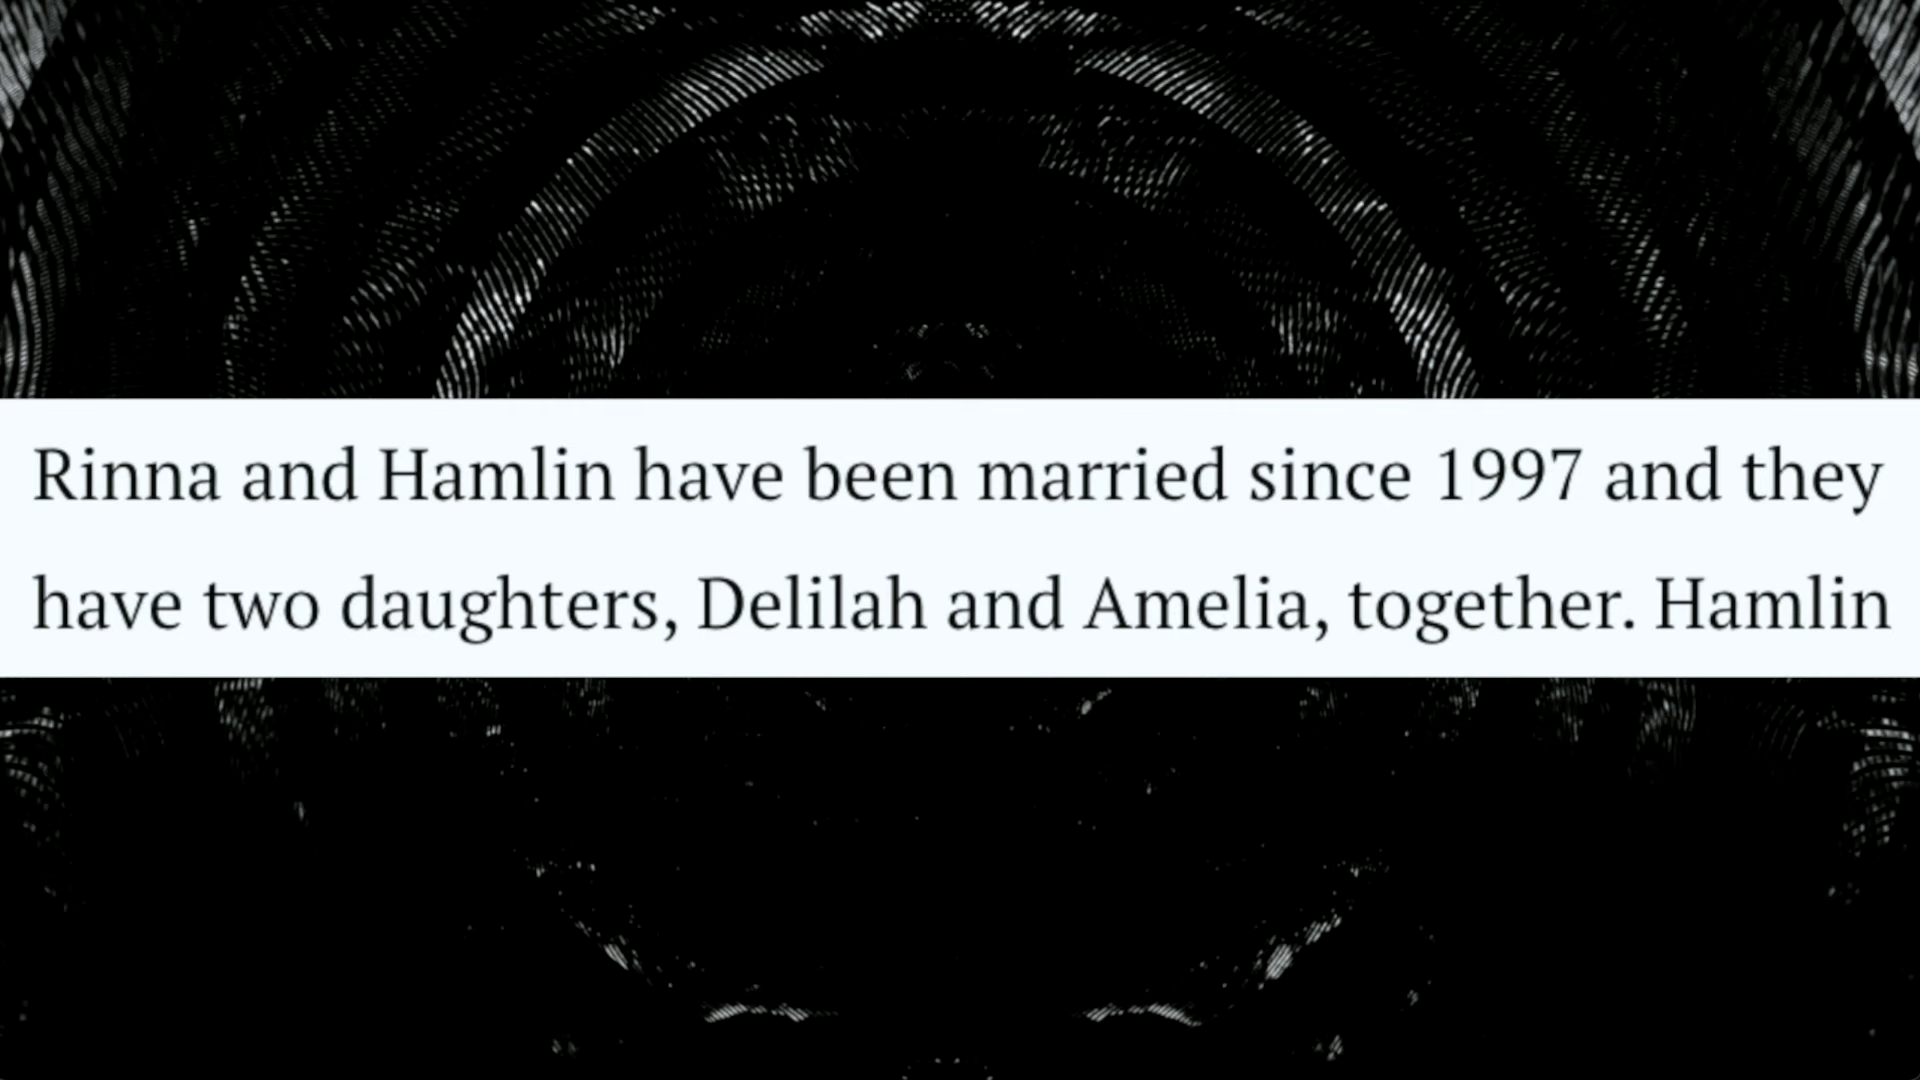 Rinna and Hamlin have been married since 1997 and they
have two daughters, Delilah and Amelia, together. Hamlin